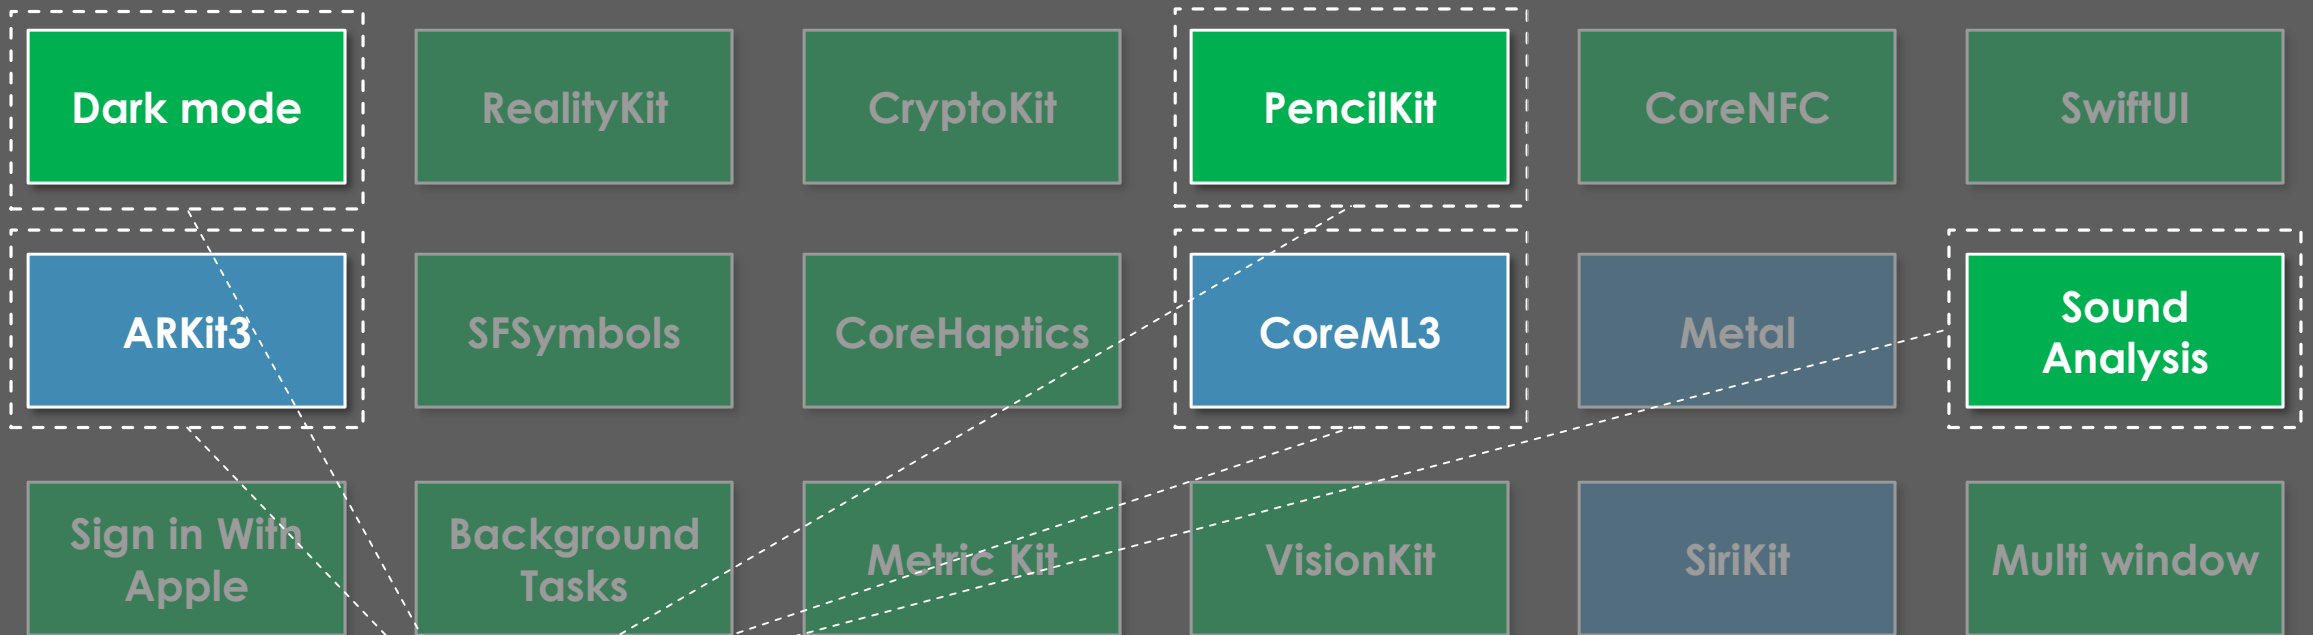 Dark mode
RealityKit
CryptoKit
PencilKit
CoreNFC
SwiftUI
ARKit3
SFSymbols
CoreHaptics
CoreML3
Metal
Sound
Analysis
Sign in With
Apple
Background
Tasks
Metric Kit
VisionKit
SiriKit
Multi window